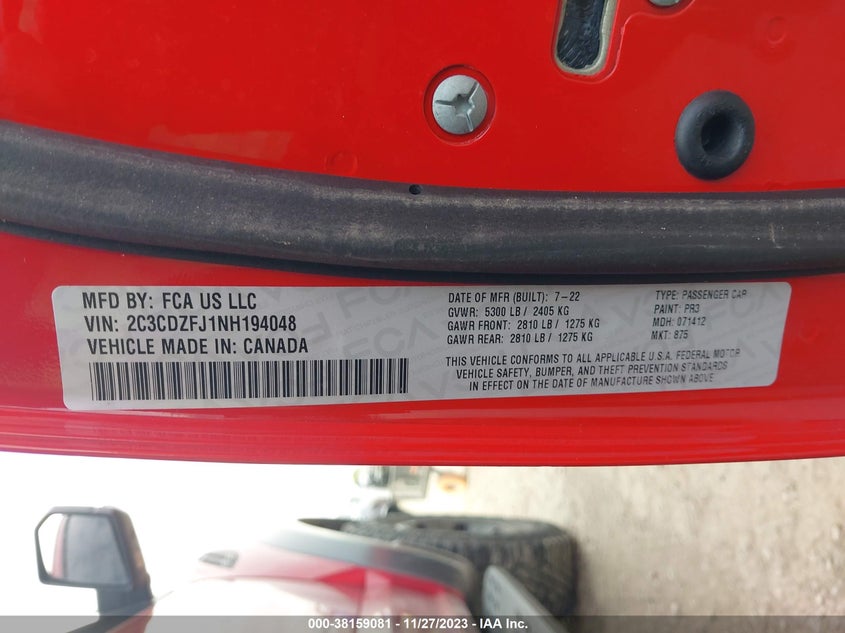 MFD BY: FCA US LLC
VIN: 2C3CDZFJ1NH194048
VEHICLE MADE IN: CANADA
DATE OF MFR (BUILT): 7-22
GVWR: 5300 LB / 2405 KG
GAWR FRONT: 2810 LB / 1275 KG
GAWR REAR: 2810 LB / 1275 KG
TYPE: PASSENGER CAR
PAINT: PR3
MDH: 071412
MKT: 875
THIS VEHICLE CONFORMS TO ALL APPLICABLE U.S.A. FEDERAL MOTOR
VEHICLE SAFETY, BUMPER, AND THEFT PREVENTION STANDARDS
IN EFFECT ON THE DATE OF MANUFACTURE SHOWN ABOVE
000-38159081 - 11/27/2023 - IAA Inc.